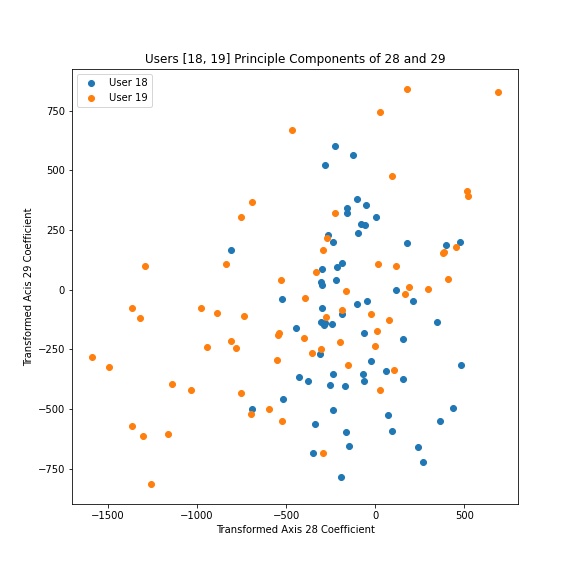 Users [18, 19] Principle Components of 28 and 29
User 18
User 19
Transformed Acis 29 Coefficient
750
500
250
0
−250
−500
−750
−1500
−1000
−500
0
500
Transformed Axis 28 Coefficient